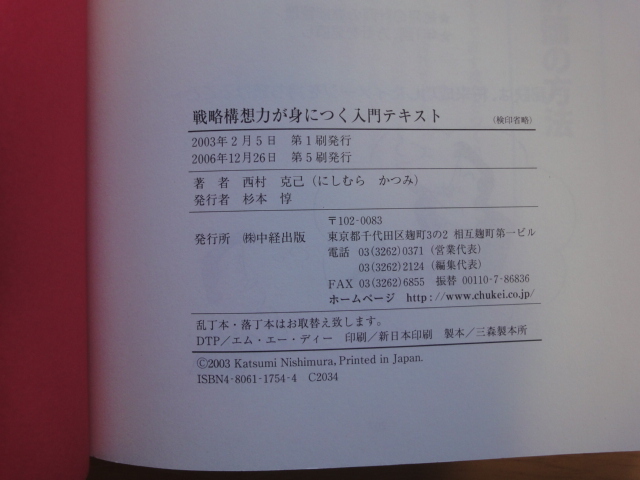 戦略構想力が身につく入門テキスト （検印省略）
2003年2月5日　第1刷発行
2006年12月26日　第5刷発行
著　者　西村　克己（にしむら　かつみ）
発行者　杉本　惇
〒102-0083
発行所　㈱中経出版　東京都千代田区麹町3の2 相互麹町第一ビル
電話　03(3262)0371（営業代表）
03(3262)2124（編集代表）
FAX 03(3262)6855　振替 00110-7-86836
ホームページ　http://www.chukei.co.jp/
乱丁本・落丁本はお取替え致します。
DTP／エム・エー・ディー　印刷／新日本印刷　製本／三森製本所
©2003 Katsumi Nishimura, Printed in Japan.
ISBN4-8061-1754-4　C2034